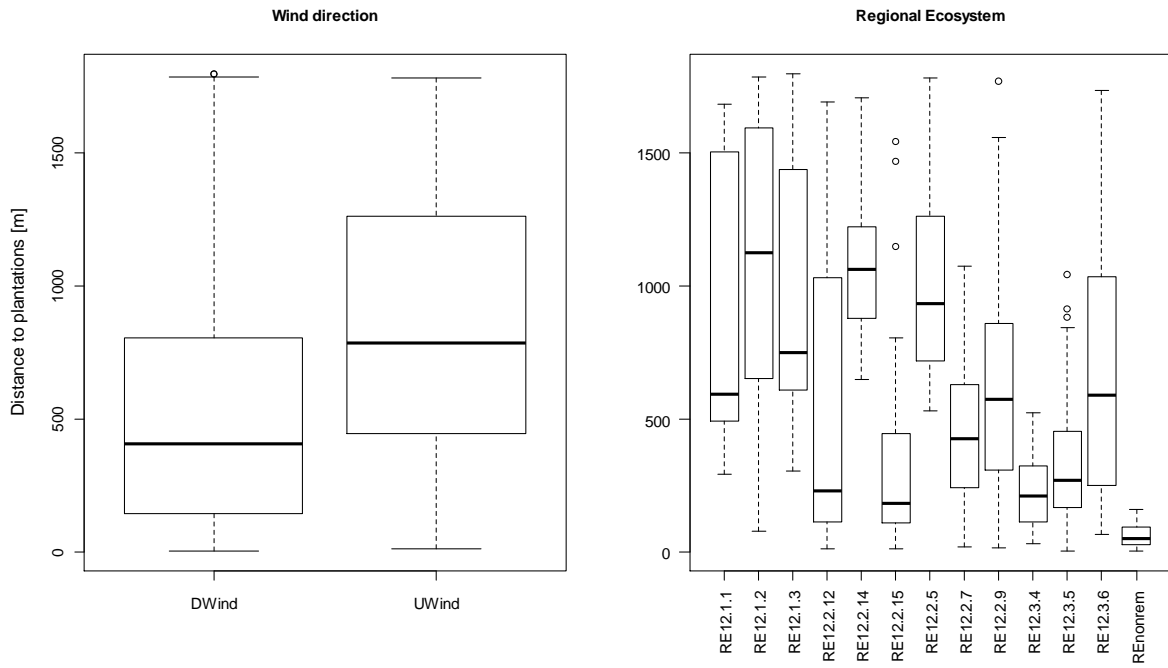 Wind direction
Distance to plantations [m]
1500
1000
500
0
DWind
UWind
Regional Ecosystem
1500
1000
500
0
RE12.1.1
RE12.1.2
RE12.1.3
RE12.2.12
RE12.2.14
RE12.2.15
RE12.2.5
RE12.2.7
RE12.2.9
RE12.3.4
RE12.3.5
RE12.3.6
REnonrem